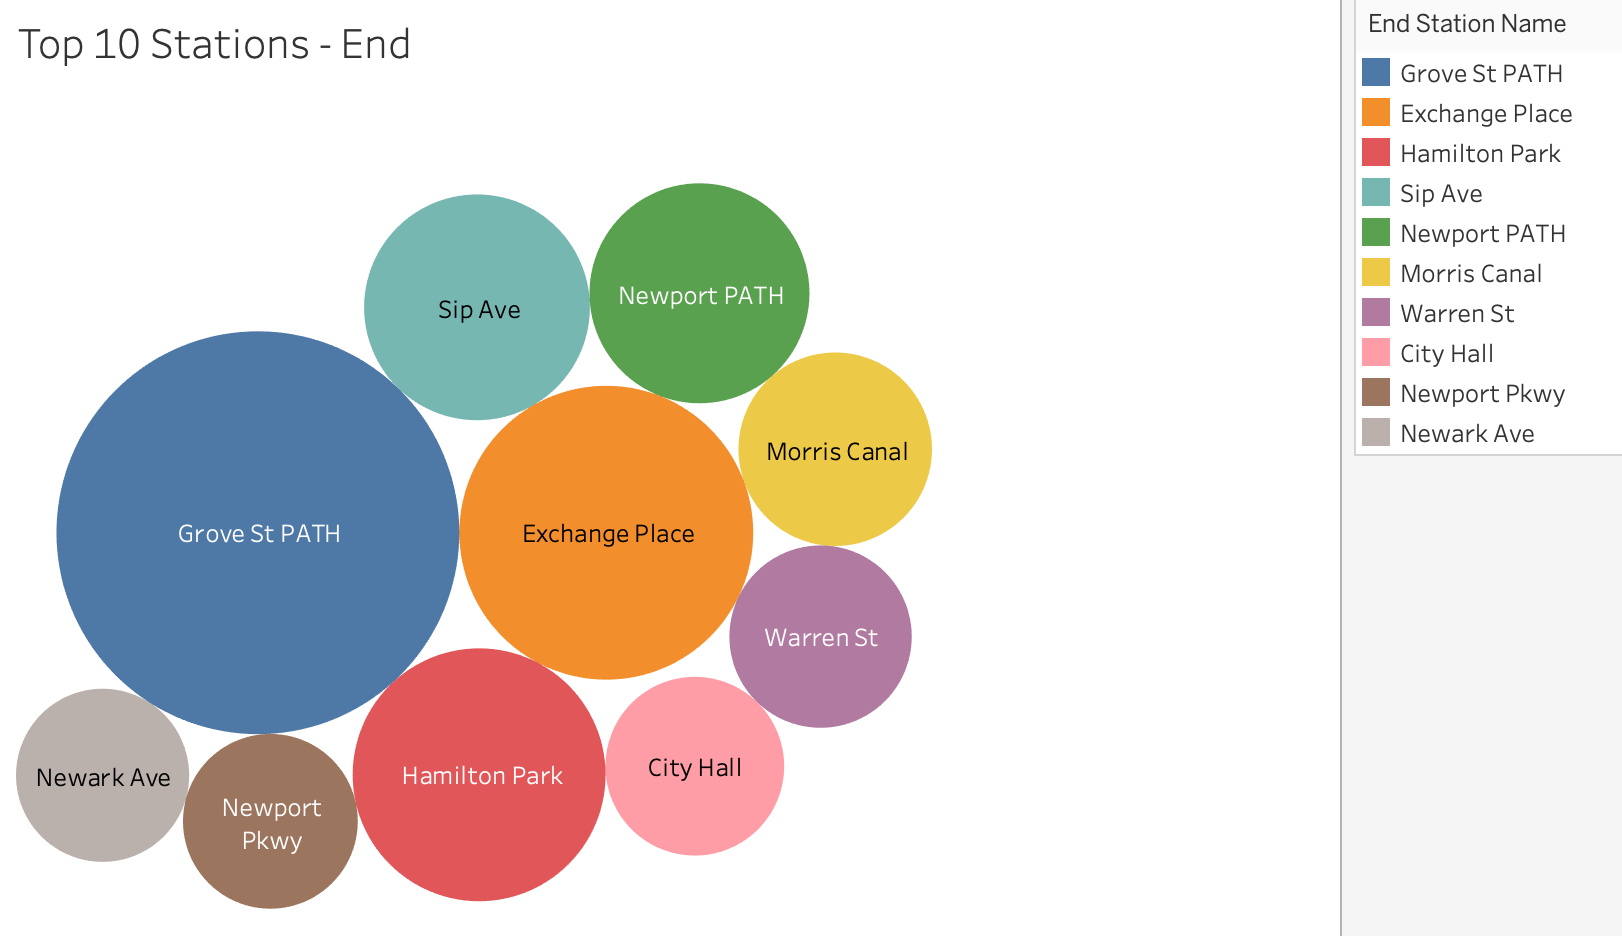 Top 10 Stations - End
Sip Ave
Newport PATH
Morris Canal
Grove St PATH
Exchange Place
Warren St
Newark Ave
Newport
Pkwy
Hamilton Park
City Hall
End Station Name
Grove St PATH
Exchange Place
Hamilton Park
Sip Ave
Newport PATH
Morris Canal
Warren St
City Hall
Newport Pkwy
Newark Ave